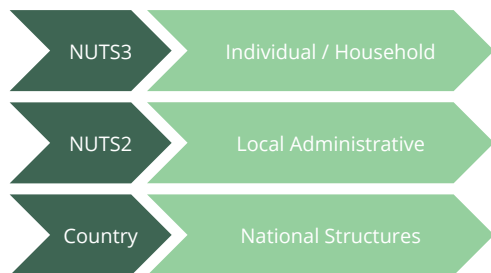 NUTS3 Individual / Household
NUTS2 Local Administrative
Country National Structures